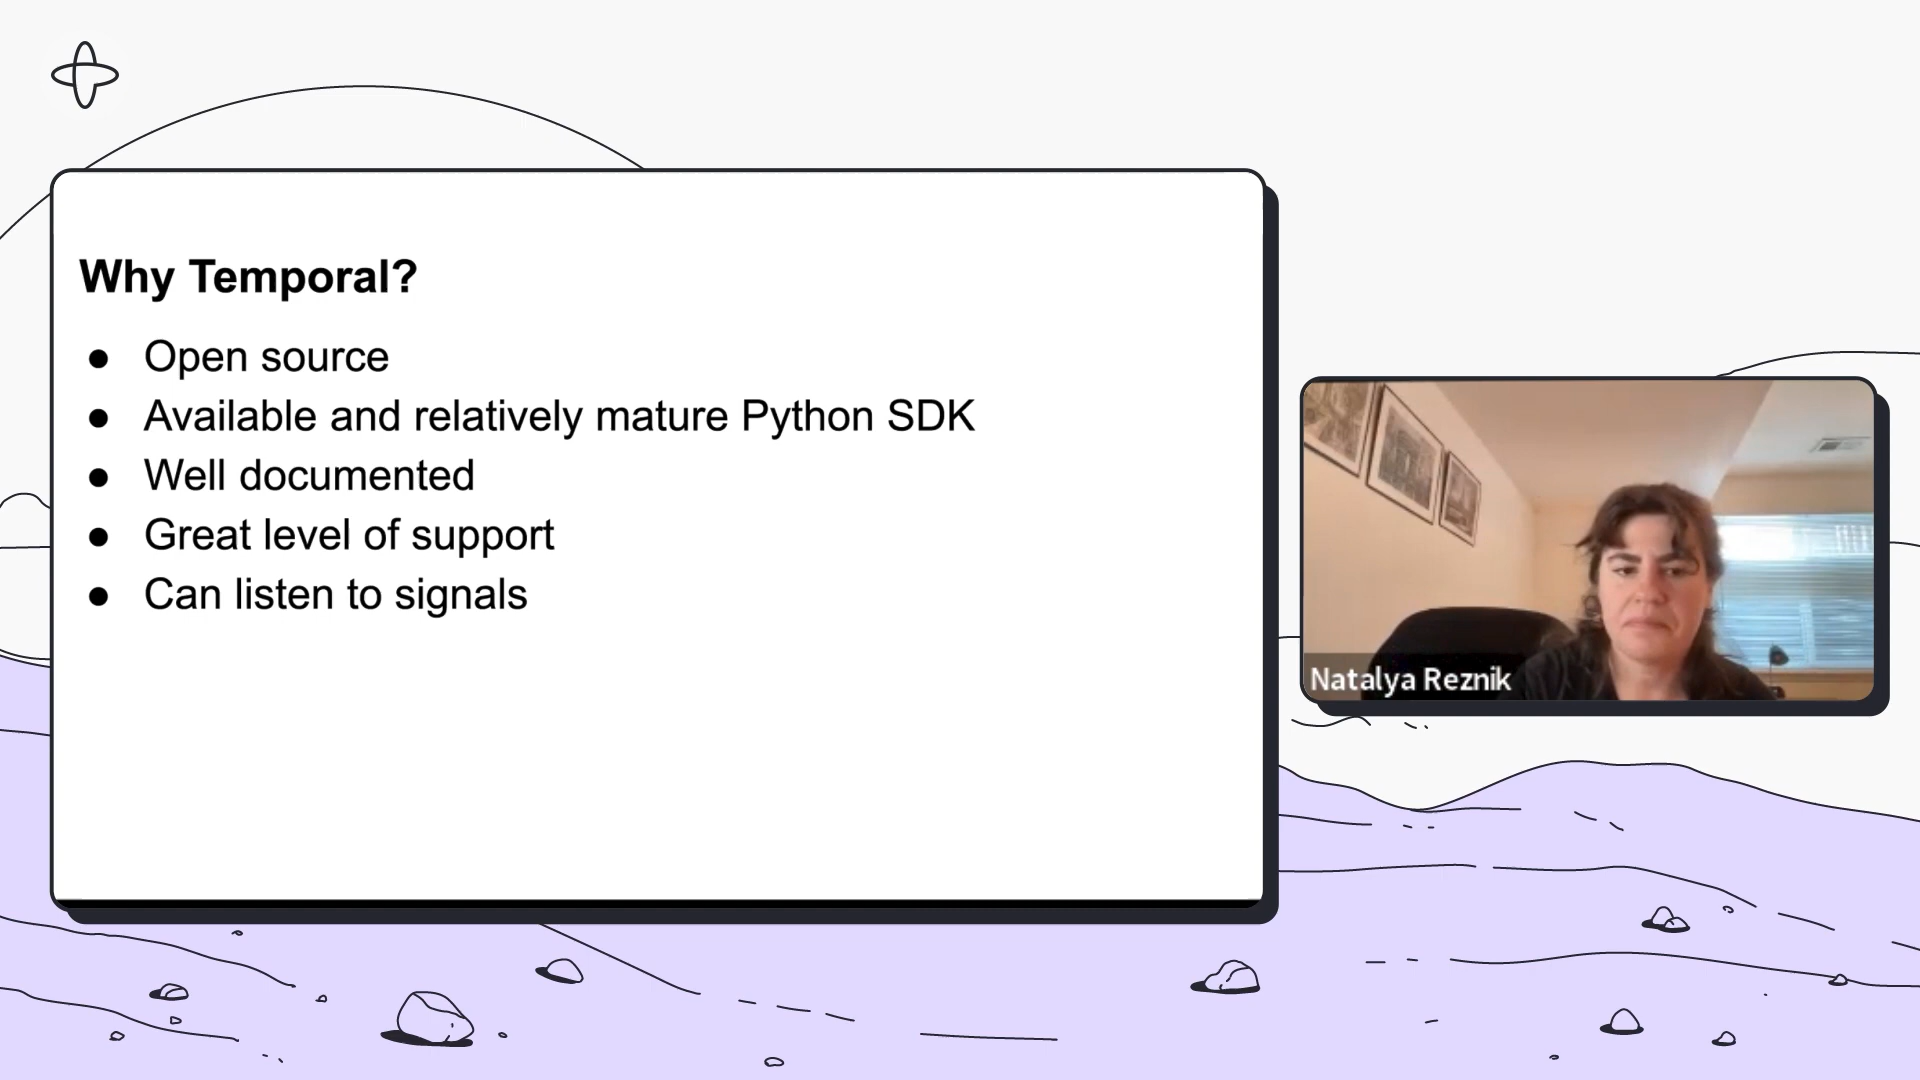 Why Temporal?
● Open source
● Available and relatively mature Python SDK
● Well documented
● Great level of support
● Can listen to signals
Natalya Reznik